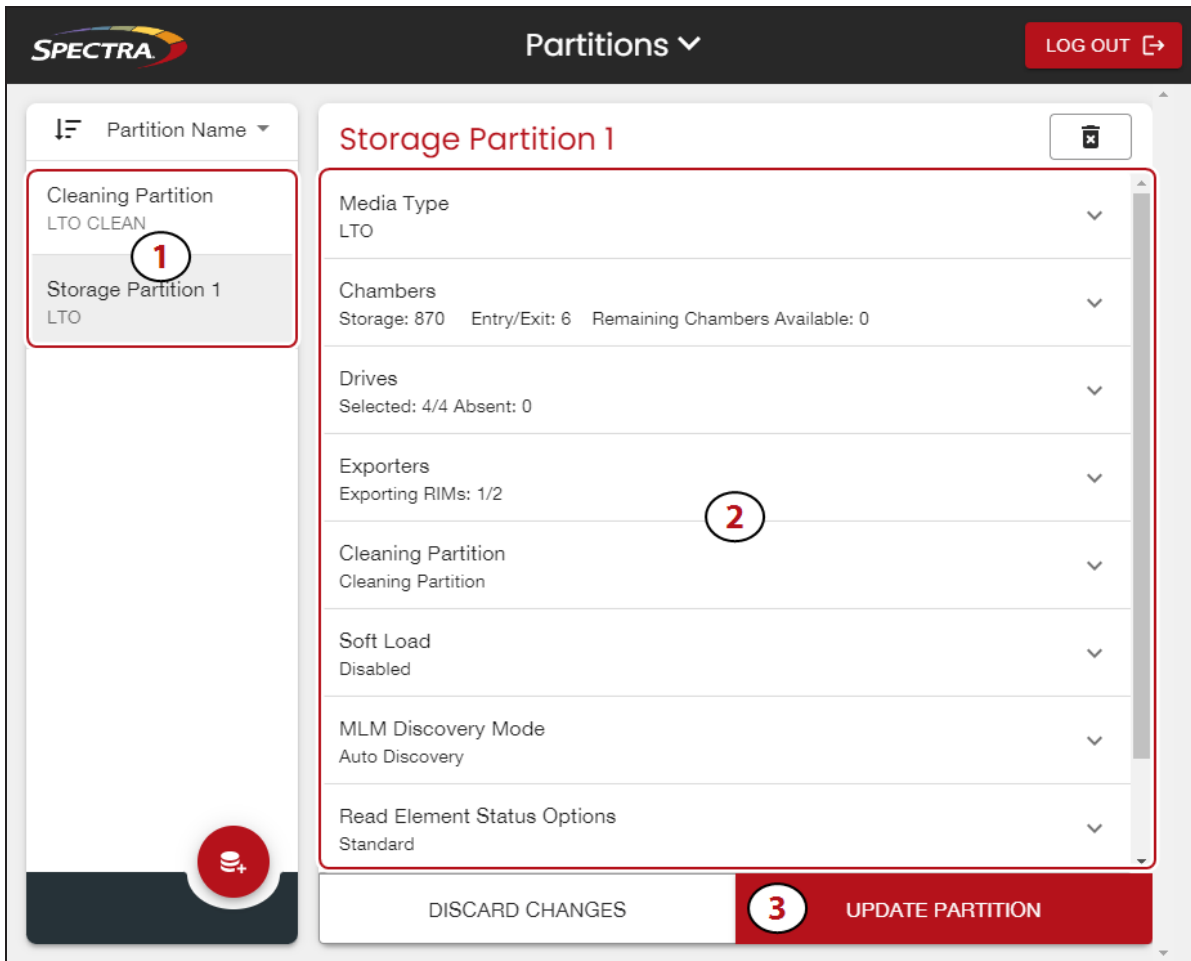 SPECTRA
Partitions
LOG OUT
Partition Name
Cleaning Partition
LTO CLEAN
1
Storage Partition 1
LTO
Storage Partition 1
Media Type
LTO
Chambers
Storage: 870 Entry/Exit: 6 Remaining Chambers Available: 0
Drives
Selected: 4/4 Absent: 0
Exporters
Exporting RIMs: 1/2
2
Cleaning Partition
Cleaning Partition
Soft Load
Disabled
MLM Discovery Mode
Auto Discovery
Read Element Status Options
Standard
DISCARD CHANGES
3 UPDATE PARTITION